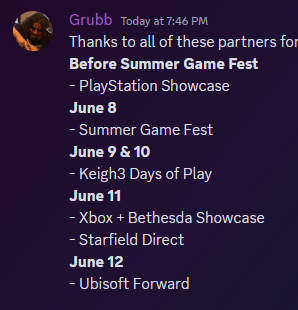 Grubb Today at 7:46 PM
Thanks to all of these partners for
Before Summer Game Fest
- PlayStation Showcase
June 8
- Summer Game Fest
June 9 & 10
- Keigh3 Days of Play
June 11
- Xbox + Bethesda Showcase
- Starfield Direct
June 12
- Ubisoft Forward